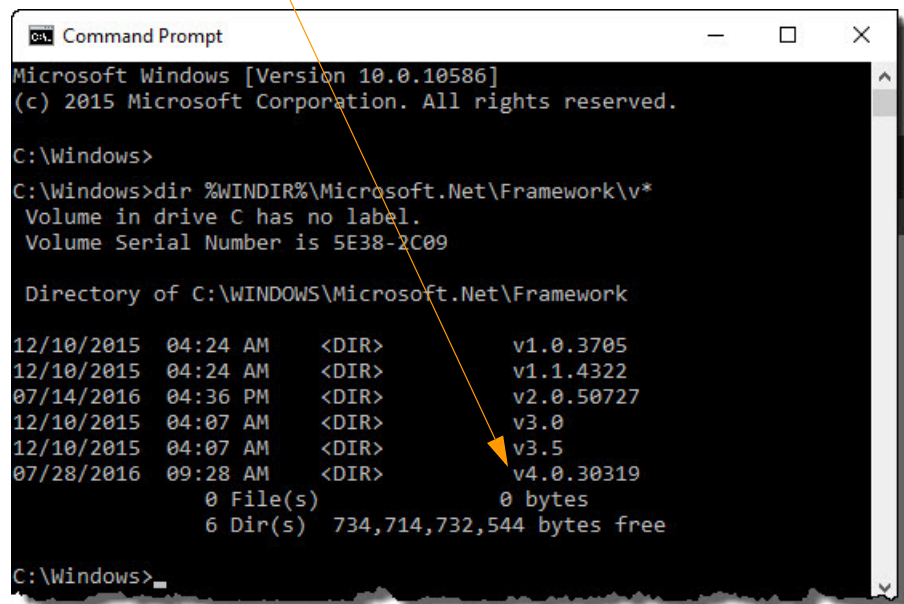 Command Prompt
Microsoft Windows [Version 10.0.10586]
(c) 2015 Microsoft Corporation. All rights reserved.
C:\Windows>
C:\Windows>dir %WINDIR%\Microsoft.Net\Framework\v*
Volume in drive C has no label.
Volume Serial Number is 5E38-2C09
Directory of C:\WINDOWS\Microsoft.Net\Framework
12/10/2015  04:24 AM    <DIR>          v1.0.3705
12/10/2015  04:24 AM    <DIR>          v1.1.4322
07/14/2016  04:36 PM    <DIR>          v2.0.50727
12/10/2015  04:07 AM    <DIR>          v3.0
12/10/2015  04:07 AM    <DIR>          v3.5
07/28/2016  09:28 AM    <DIR>          v4.0.30319
0 File(s)              0 bytes
6 Dir(s)  734,714,732,544 bytes free
C:\Windows>_